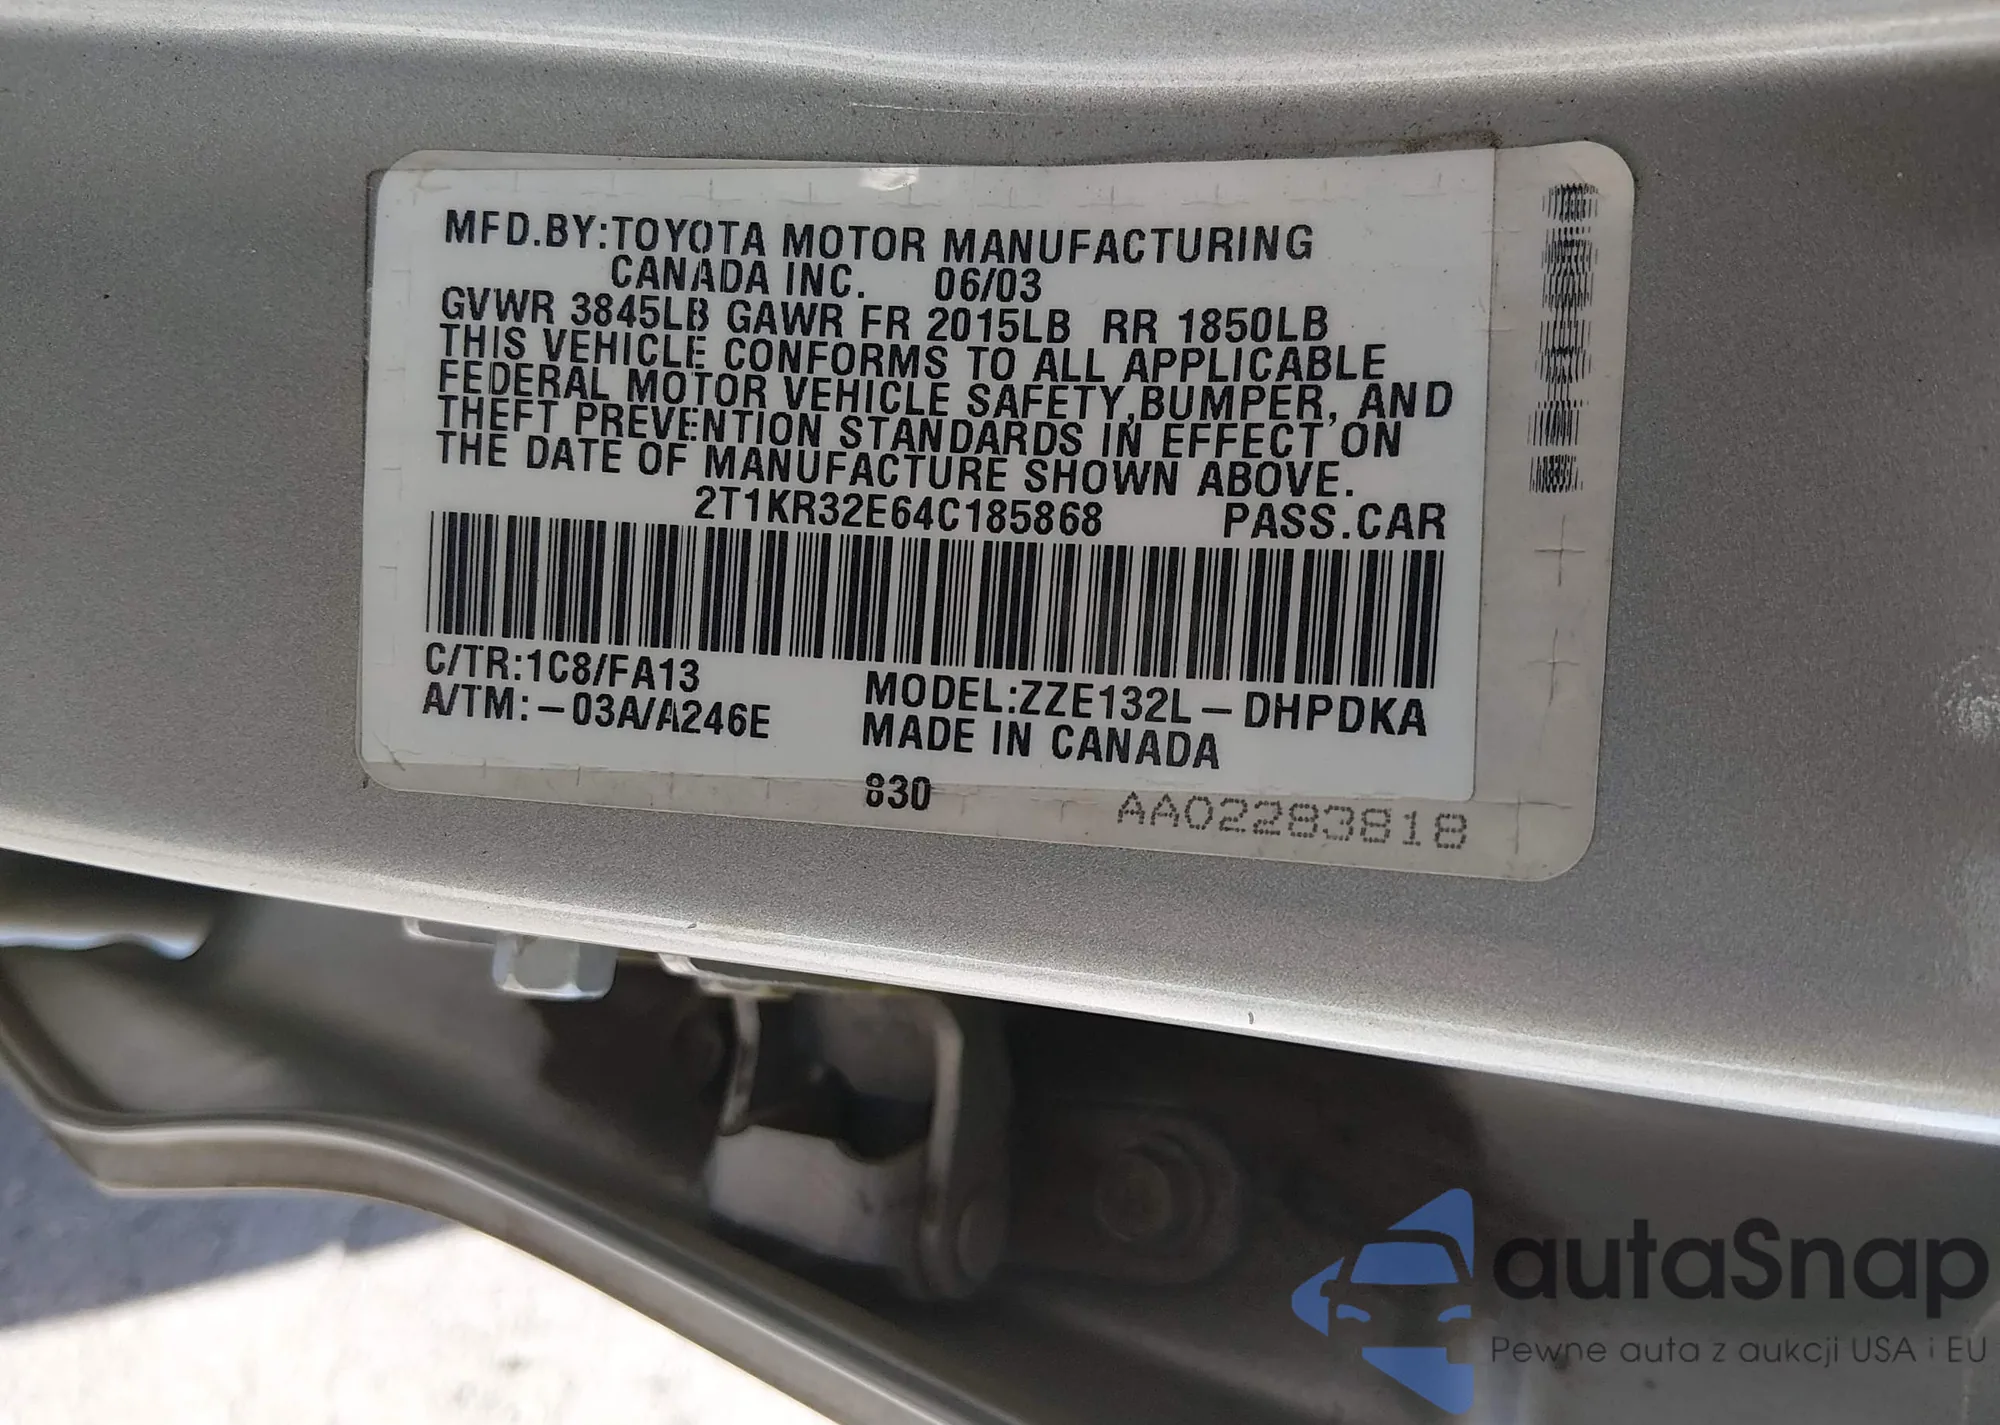 MFD.BY:TOYOTA MOTOR MANUFACTURING
CANADA INC. 06/03
GVWR 3845LB GAWR FR 2015LB RR 1850LB
THIS VEHICLE CONFORMS TO ALL APPLICABLE
FEDERAL MOTOR VEHICLE SAFETY,BUMPER, AND
THEFT PREVENTION STANDARDS IN EFFECT ON
THE DATE OF MANUFACTURE SHOWN ABOVE.
2T1KR32E64C185868 PASS.CAR
C/TR:1C8/FA13
A/TM:-03A/A246E
MODEL:ZZE132L-DHPDKA
MADE IN CANADA
830
AA02283818
autaSnap
Pewne auta z aukcji USA i EU